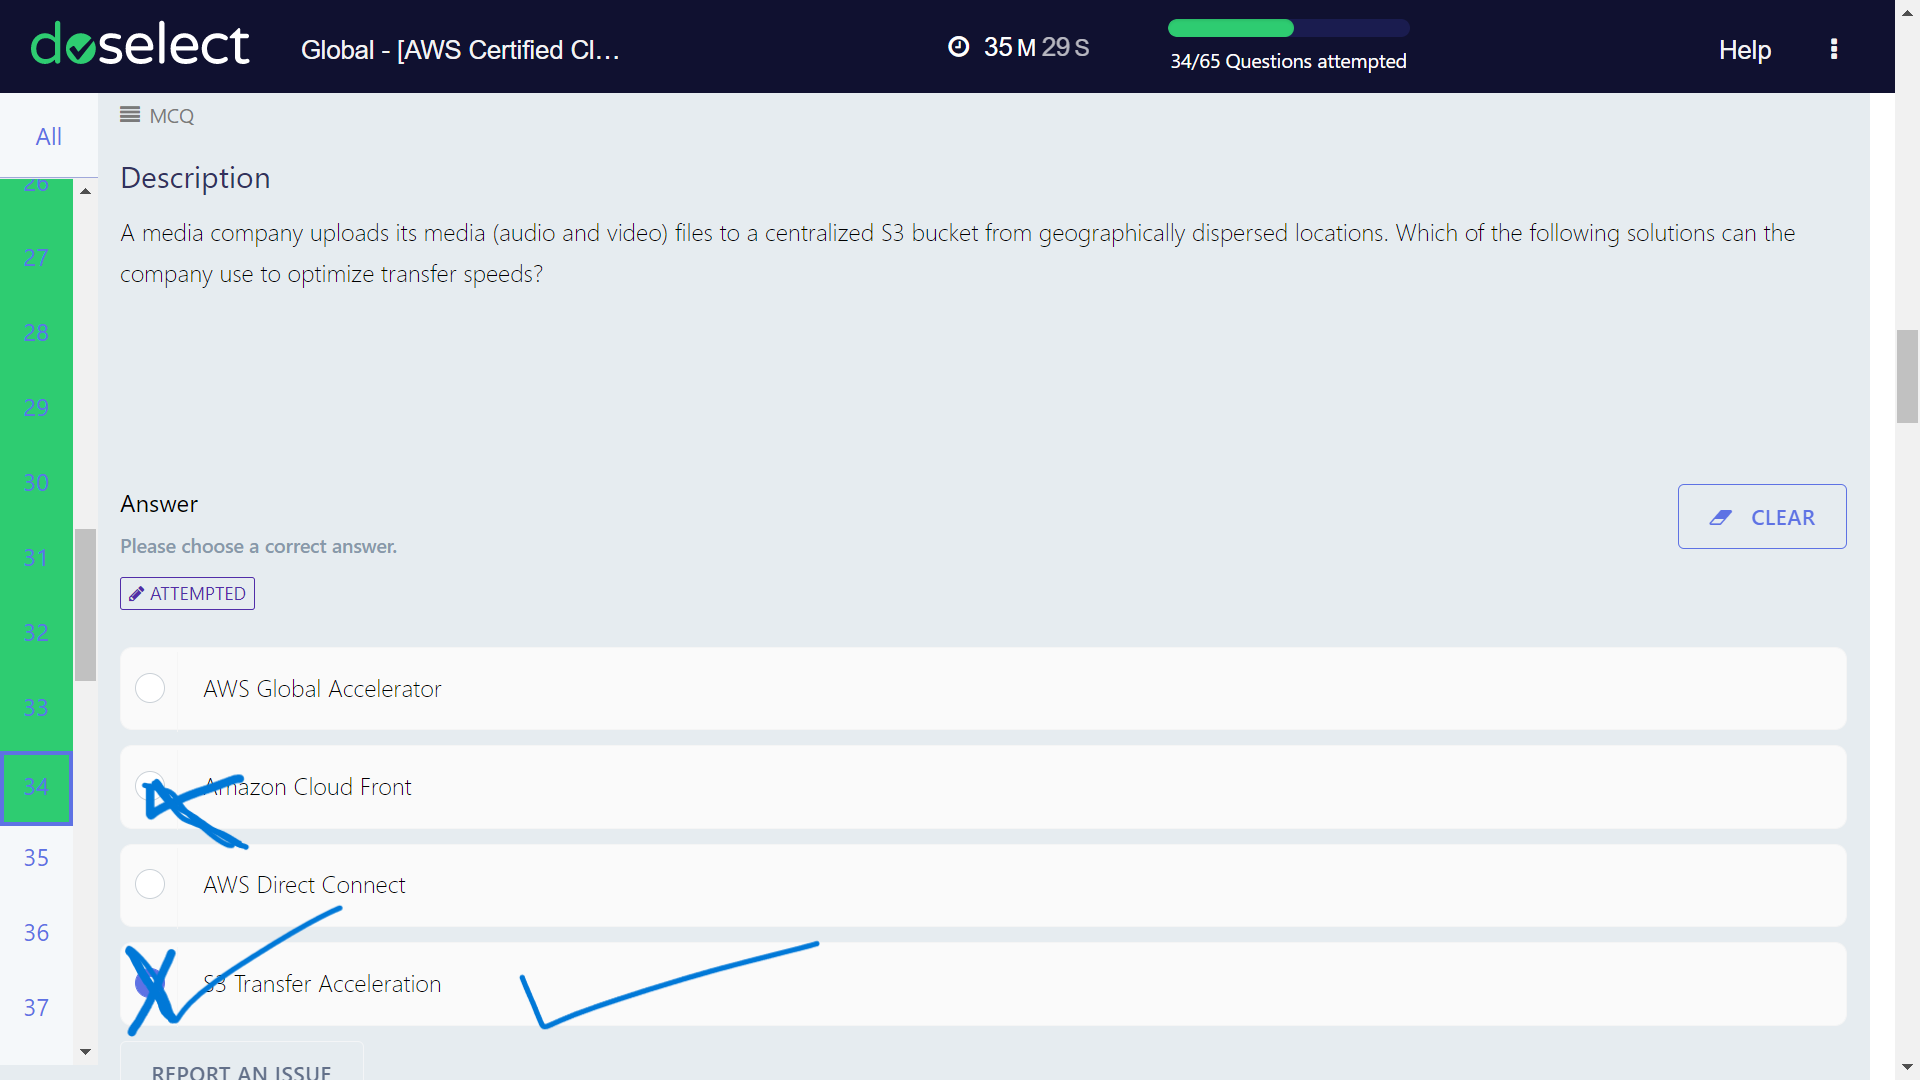 doselect
Global - [AWS Certified Cl...
35 M 29 S
34/65 Questions attempted
Help
All
26
27
28
29
30
31
32
33
34
35
36
37
MCQ
Description
A media company uploads its media (audio and video) files to a centralized S3 bucket from geographically dispersed locations. Which of the following solutions can the
company use to optimize transfer speeds?
Answer
CLEAR
Please choose a correct answer.
ATTEMPTED
AWS Global Accelerator
Amazon Cloud Front
AWS Direct Connect
S3 Transfer Acceleration
REPORT AN ISSUE